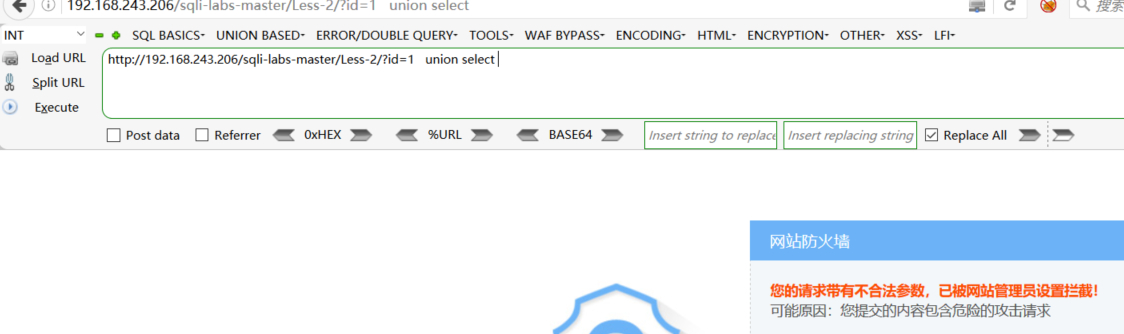 192.168.243.206/sqli-labs-master/Less-2/?id=1   union select
搜索
INT
SQL BASICS UNION BASED ERROR/DOUBLE QUERY TOOLS WAF BYPASS ENCODING HTML ENCRYPTION OTHER XSS LFI
Load URL
http://192.168.243.206/sqli-labs-master/Less-2/?id=1   union select
Split URL
Execute
Post data Referrer 0xHEX %URL BASE64 Insert string to replace Insert replacing string Replace All
网站防火墙
您的请求带有不合法参数，已被网站管理员设置拦截！
可能原因：您提交的内容包含危险的攻击请求